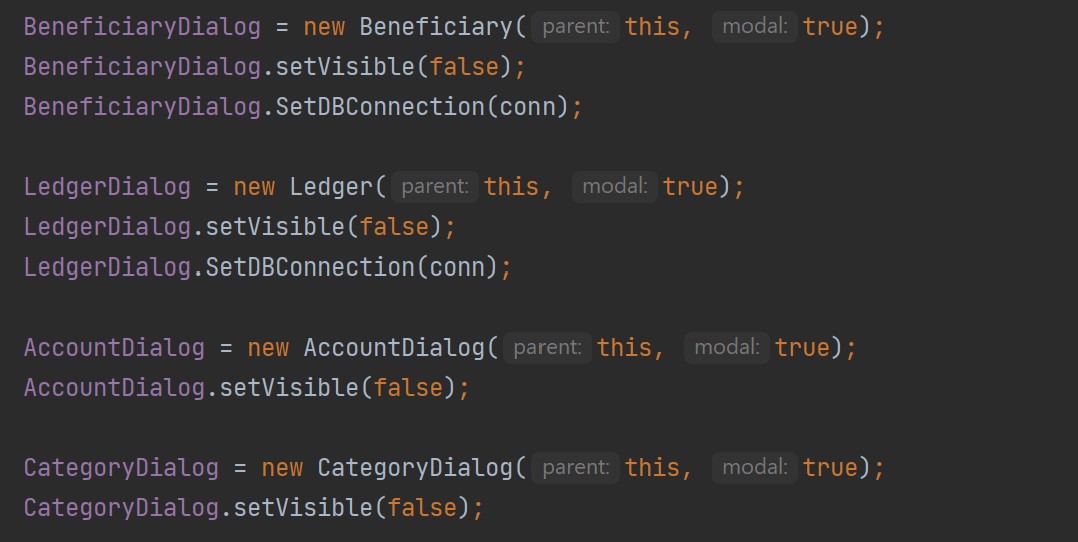 BeneficiaryDialog = new Beneficiary( parent: this, modal: true);
BeneficiaryDialog.setVisible(false);
BeneficiaryDialog.SetDBConnection(conn);
LedgerDialog = new Ledger( parent: this, modal: true);
LedgerDialog.setVisible(false);
LedgerDialog.SetDBConnection(conn);
AccountDialog = new AccountDialog( parent: this, modal: true);
AccountDialog.setVisible(false);
CategoryDialog = new CategoryDialog( parent: this, modal: true);
CategoryDialog.setVisible(false);